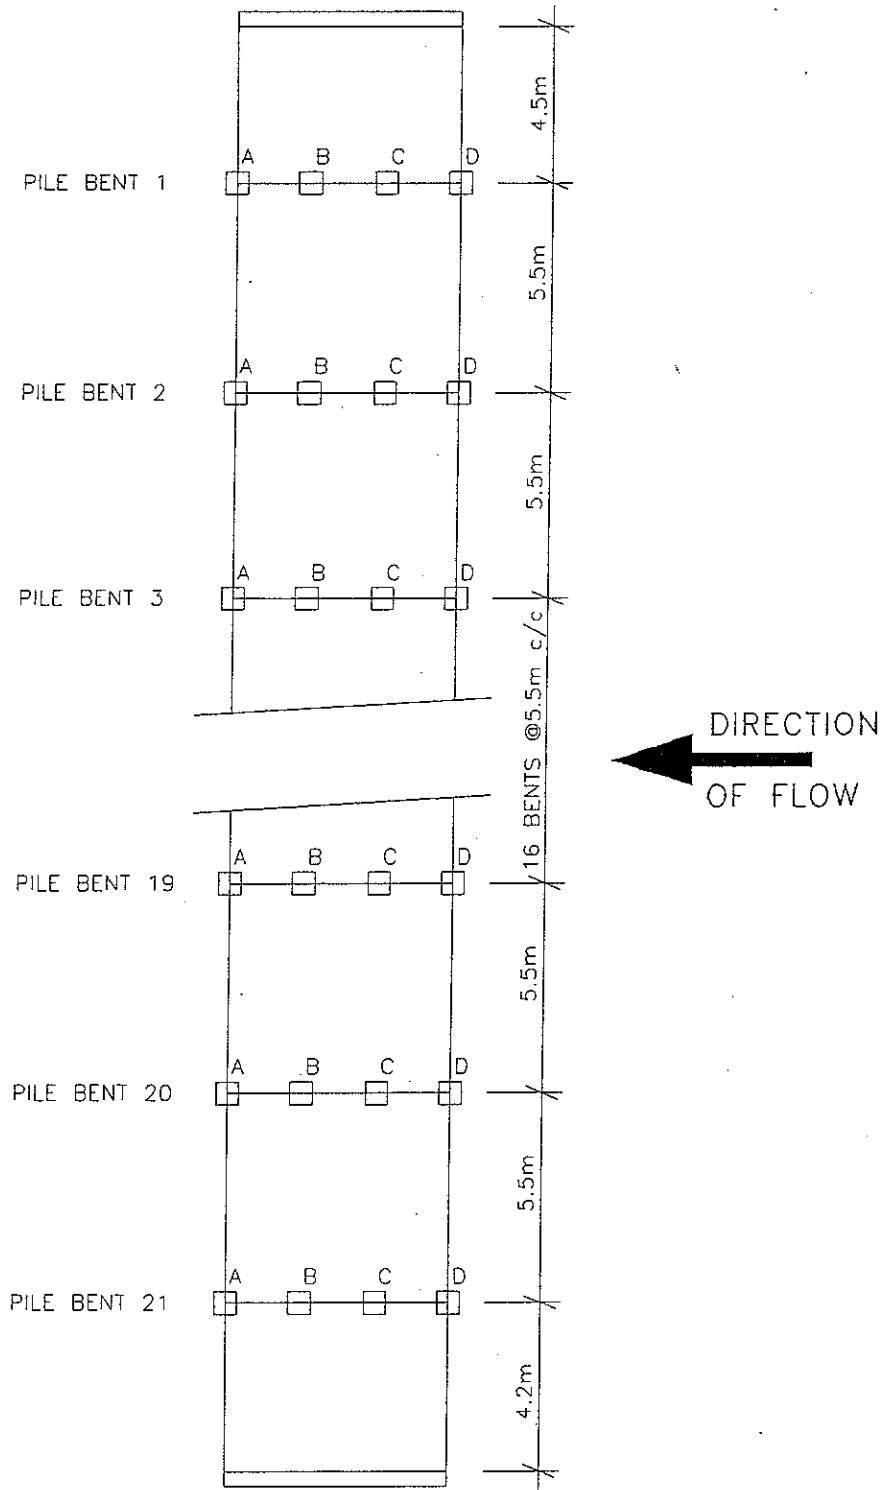 4.5m
A B C D
PILE BENT 1
5.5m
A B C D
PILE BENT 2
5.5m
A B C D
PILE BENT 3
16 BENTS @5.5m c/c
DIRECTION
OF FLOW
A B C D
PILE BENT 19
5.5m
A B C D
PILE BENT 20
5.5m
A B C D
PILE BENT 21
4.2m